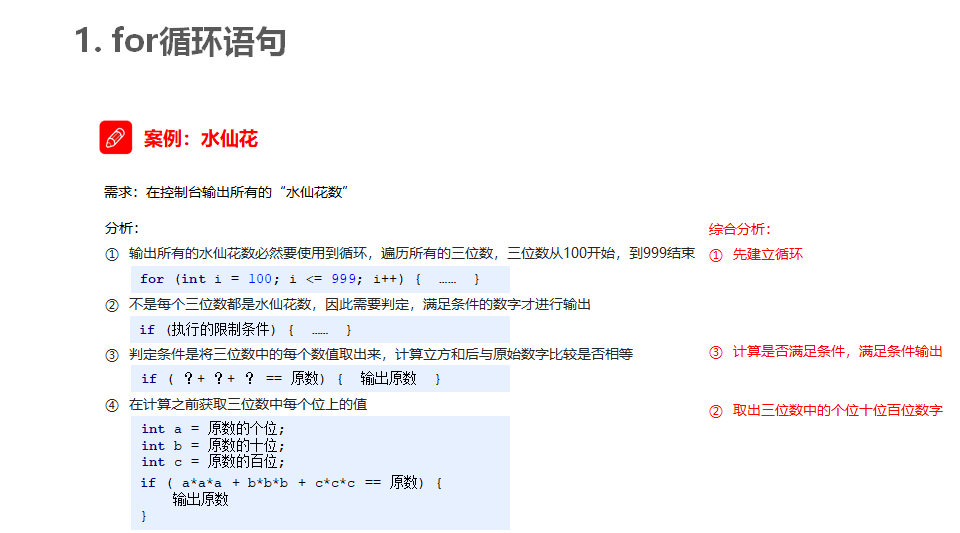 1. for循环语句
案例：水仙花
需求：在控制台输出所有的“水仙花数”
分析：
① 输出所有的水仙花数必然要使用到循环，遍历所有的三位数，三位数从100开始，到999结束
for (int i = 100; i <= 999; i++) { …… }
② 不是每个三位数都是水仙花数，因此需要判定，满足条件的数字才进行输出
if (执行的限制条件) { …… }
③ 判定条件是将三位数中的每个数值取出来，计算立方和后与原始数字比较是否相等
if ( ？+ ？+ ？ == 原数) { 输出原数 }
④ 在计算之前获取三位数中每个位上的值
int a = 原数的个位;
int b = 原数的十位;
int c = 原数的百位;
if ( a*a*a + b*b*b + c*c*c == 原数) {
输出原数
}
综合分析：
① 先建立循环
③ 计算是否满足条件，满足条件输出
② 取出三位数中的个位十位百位数字